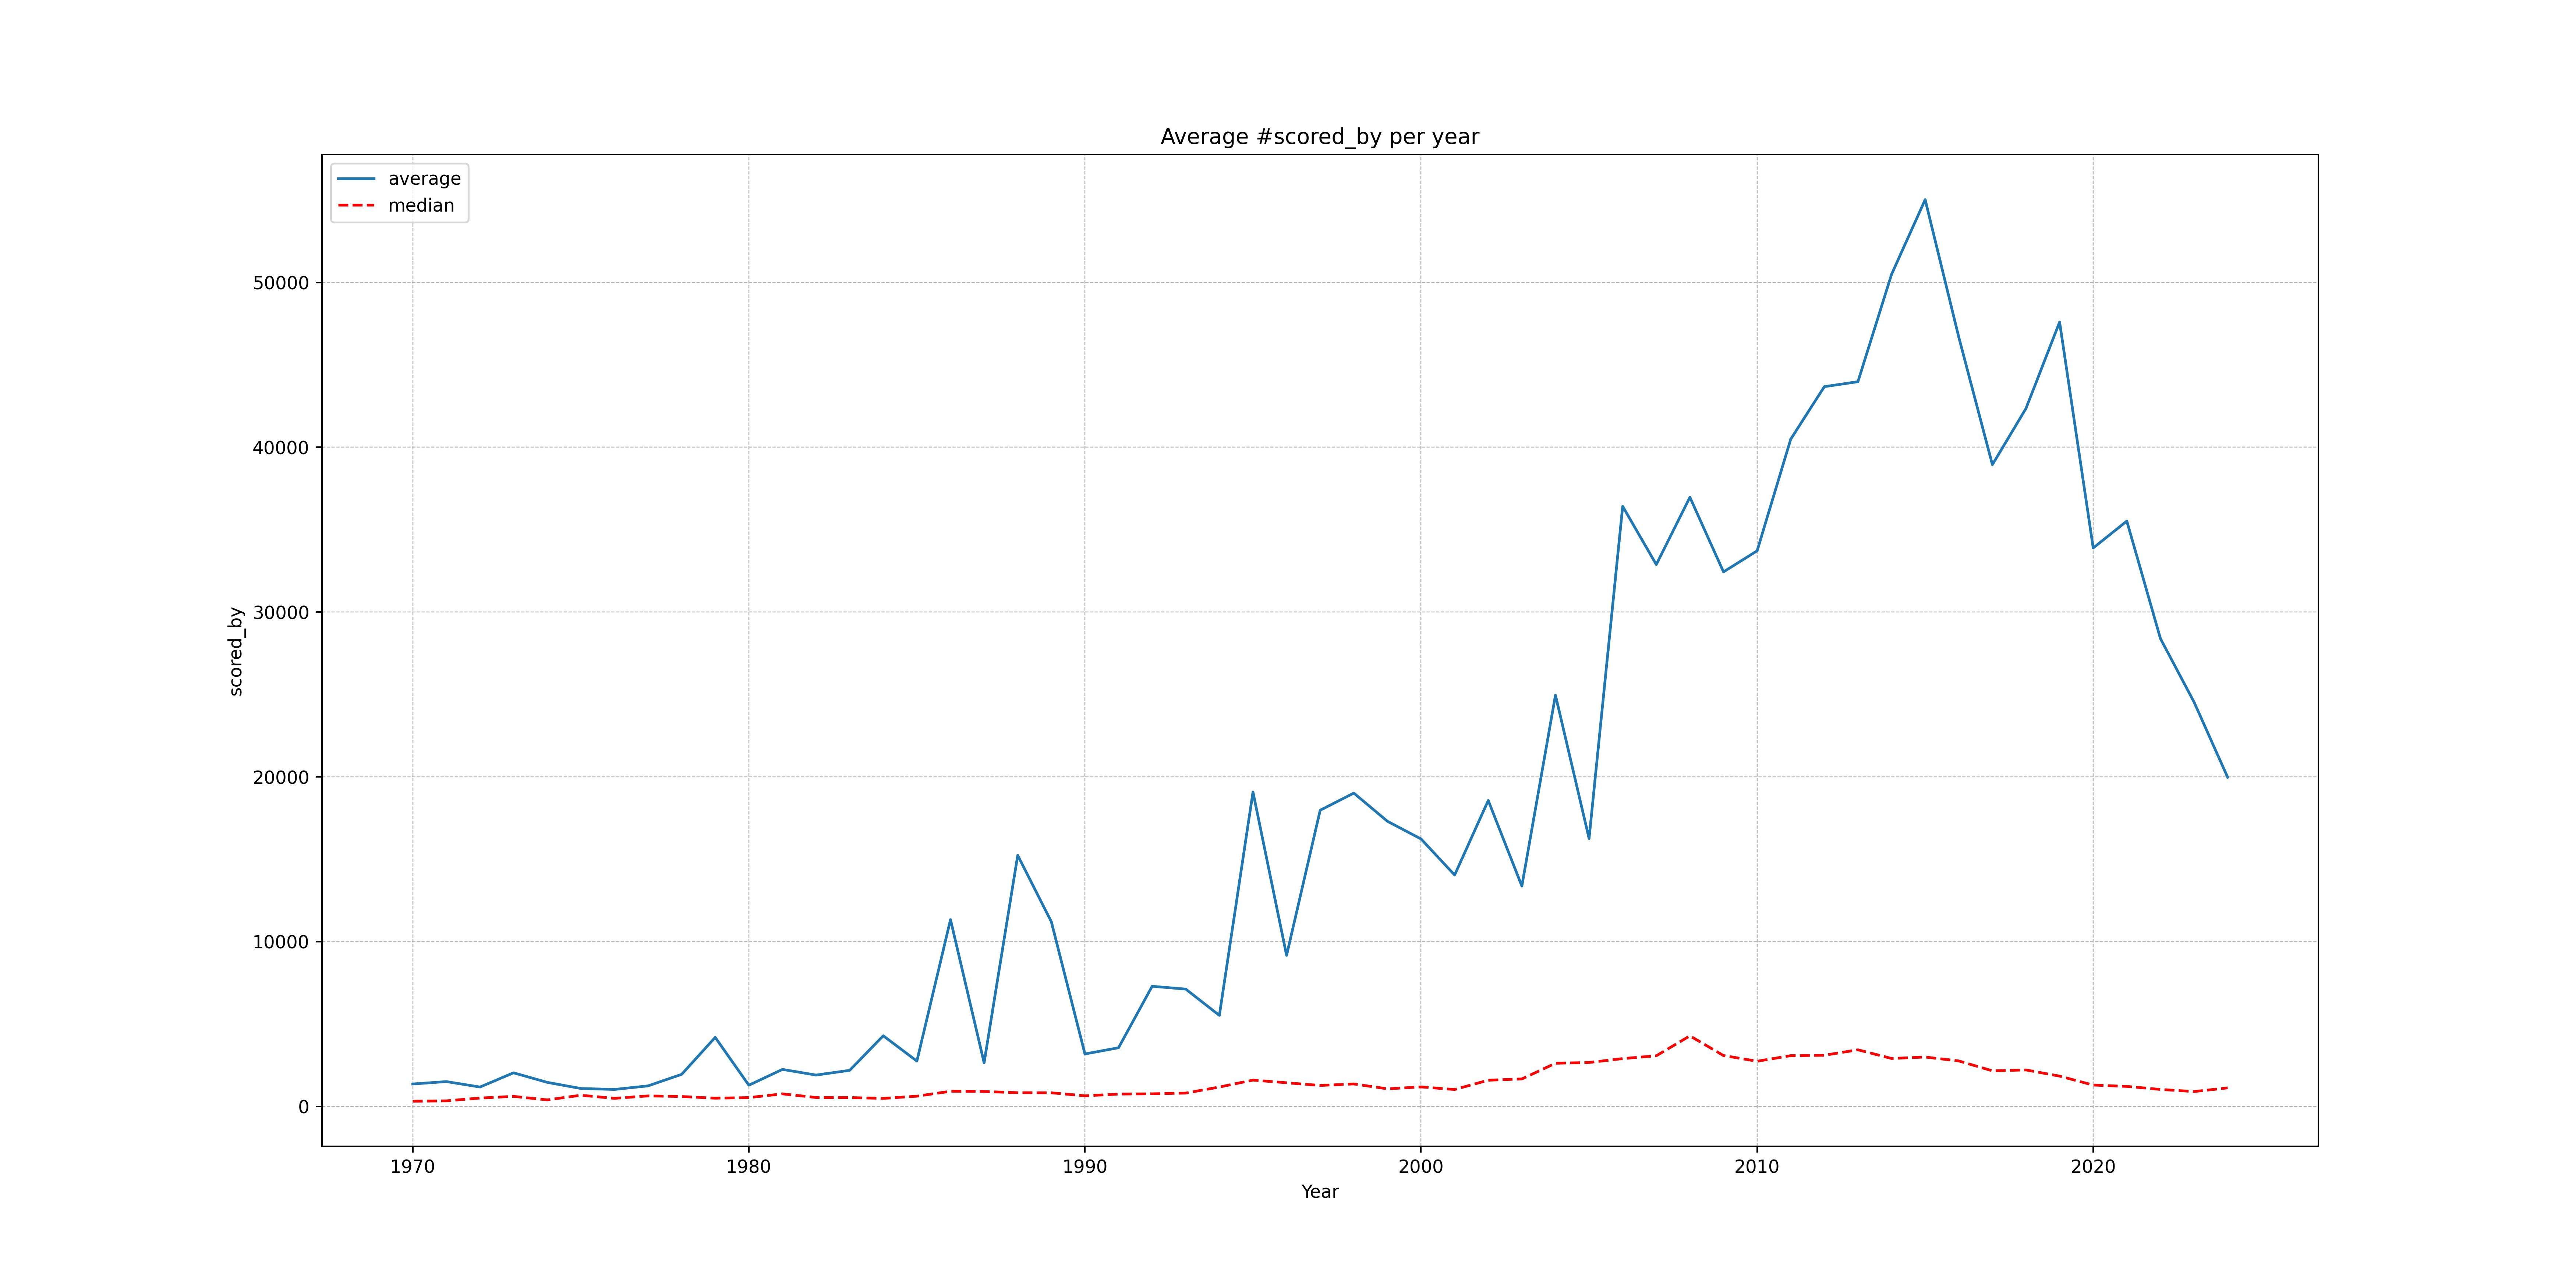 Average #scored_by per year
average
median
50000
40000
30000
20000
10000
0
scored_by
1970 1980 1990 2000 2010 2020
Year